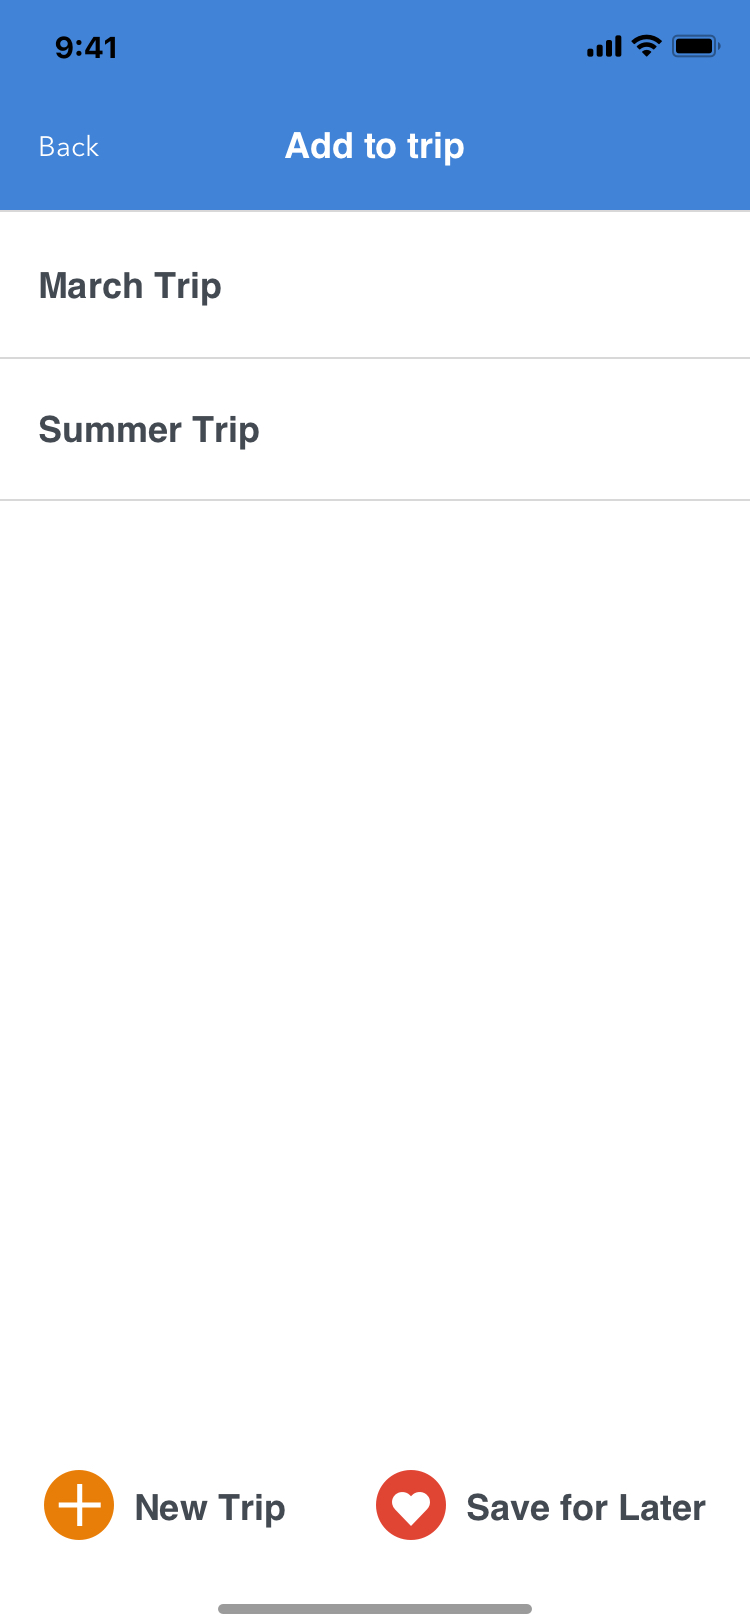 9:41
Back
Add to trip
March Trip
Summer Trip
New Trip
Save for Later